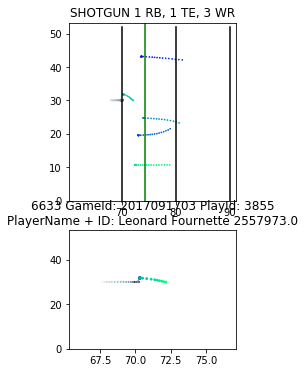 SHOTGUN 1 RB, 1 TE, 3 WR
50
40
30
20
10
0
70 80 90
6633 GameId: 2017091703 PlayId: 3855
PlayerName + ID: Leonard Fournette 2557973.0
40
20
0
67.5 70.0 72.5 75.0